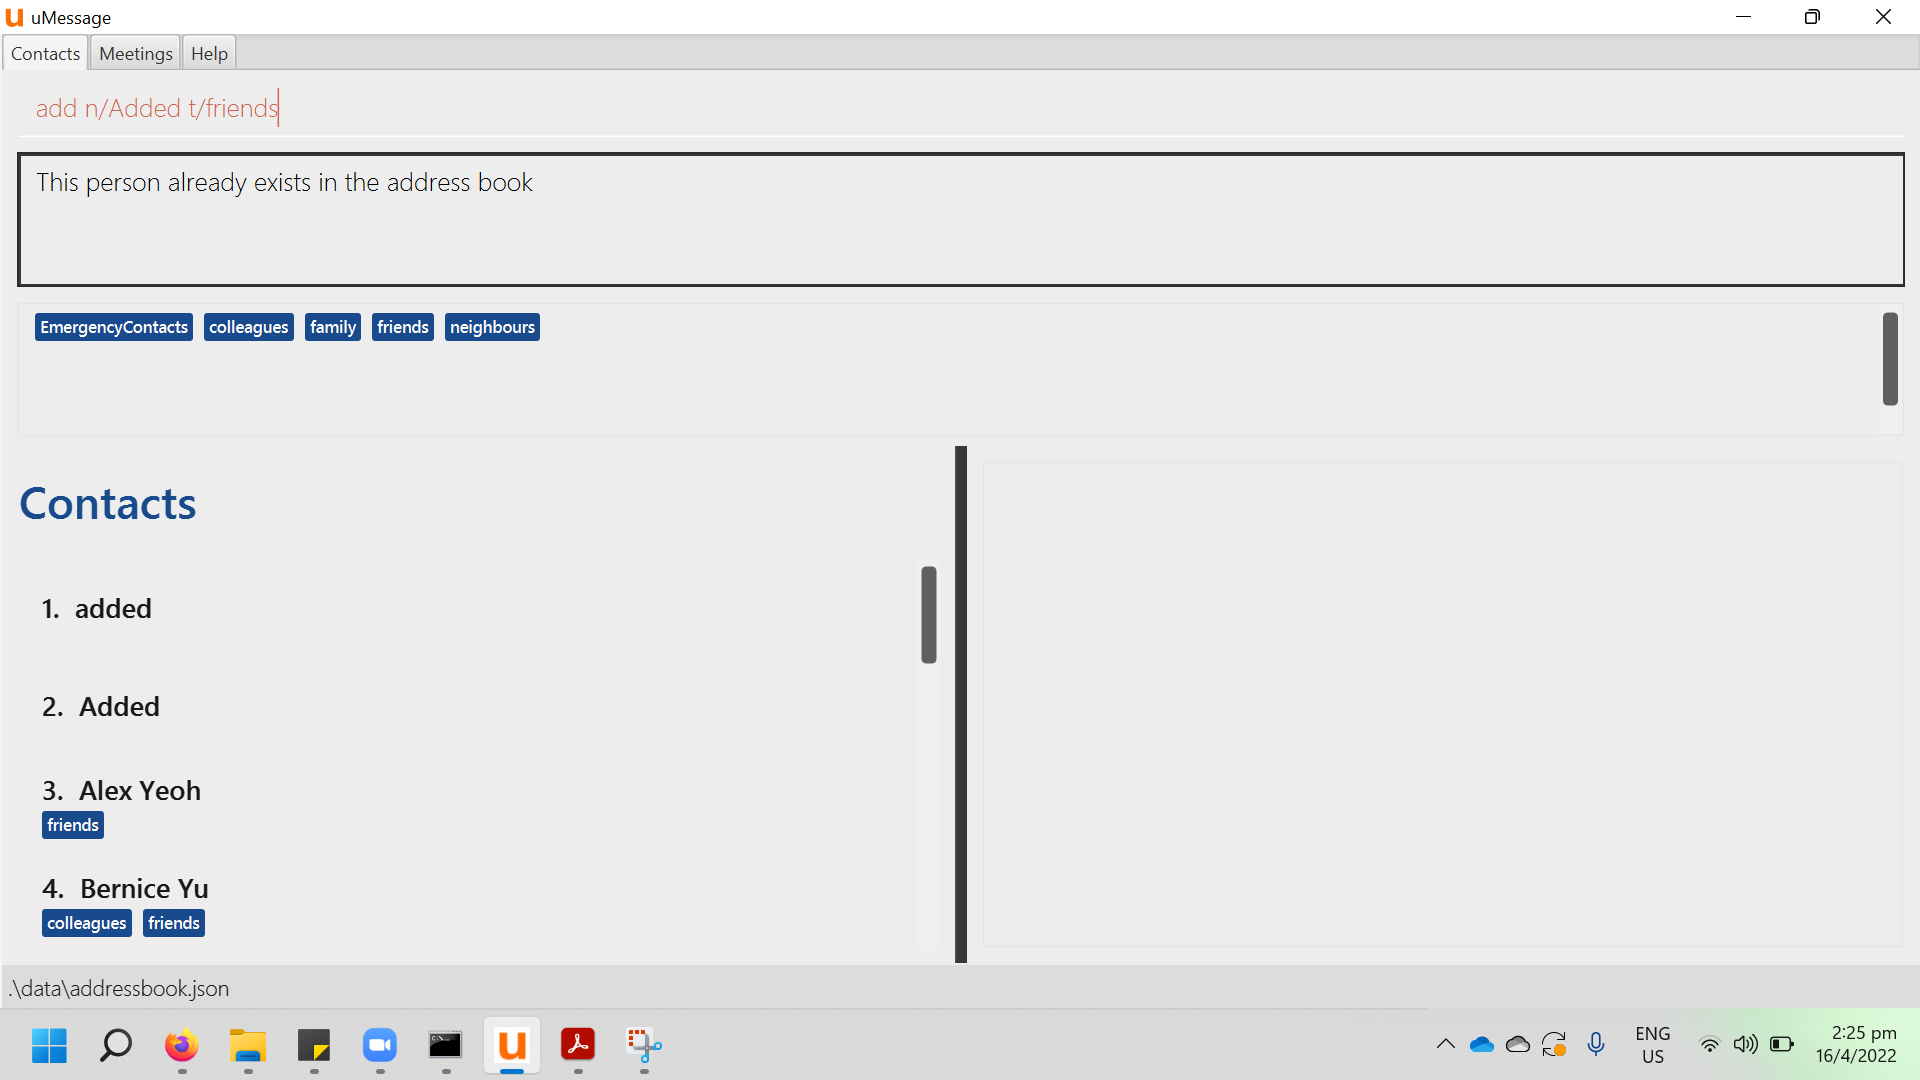 uMessage
Contacts Meetings Help
add n/Added t/friends
This person already exists in the address book
EmergencyContacts colleagues family friends neighbours
Contacts
1. added
2. Added
3. Alex Yeoh
friends
4. Bernice Yu
colleagues friends
.\data\addressbook.json
ENG
US
2:25 pm
16/4/2022